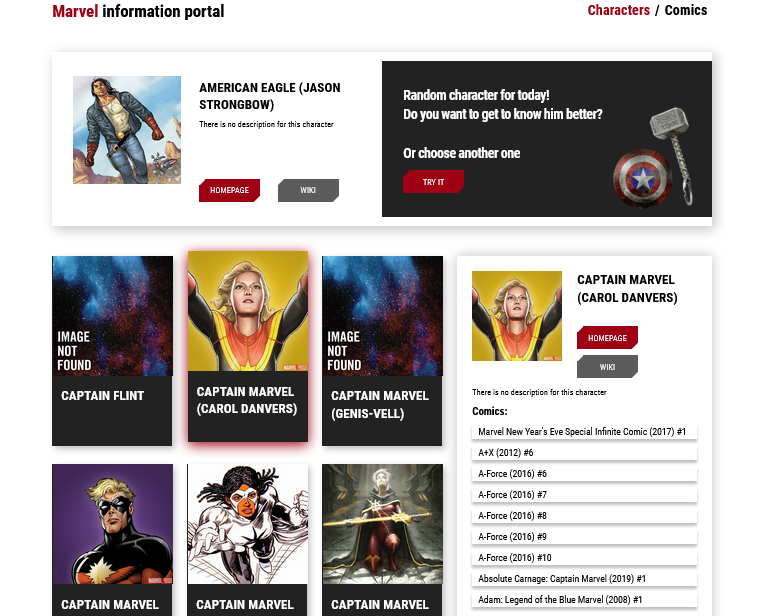 Marvel information portal
Characters / Comics
AMERICAN EAGLE (JASON
STRONGBOW)
There is no description for this character
HOMEPAGE
WIKI
Random character for today!
Do you want to get to know him better?
Or choose another one
TRY IT
IMAGE
NOT
FOUND
CAPTAIN FLINT
CAPTAIN MARVEL
(CAROL DANVERS)
IMAGE
NOT
FOUND
CAPTAIN MARVEL
(GENIS-VELL)
CAPTAIN MARVEL
CAPTAIN MARVEL
CAPTAIN MARVEL
CAPTAIN MARVEL
(CAROL DANVERS)
HOMEPAGE
WIKI
There is no description for this character
Comics:
Marvel New Year's Eve Special Infinite Comic (2017) #1
A+X (2012) #6
A-Force (2016) #6
A-Force (2016) #7
A-Force (2016) #8
A-Force (2016) #9
A-Force (2016) #10
Absolute Carnage: Captain Marvel (2019) #1
Adam: Legend of the Blue Marvel (2008) #1